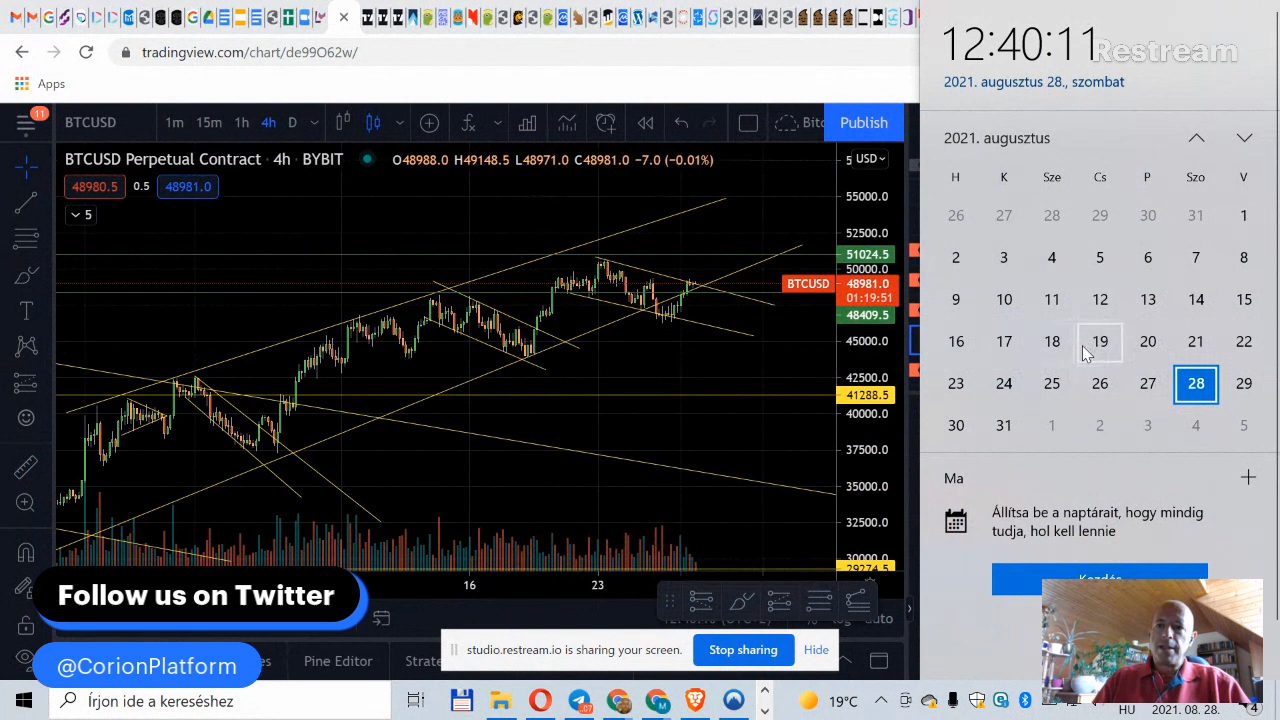 tradingview.com/chart/de99O62w/
Apps
11
BTCUSD
1m
15m
1h
4h
D
Publish
BTCUSD Perpetual Contract · 4h · BYBIT
O48988.0 H49148.5 L48971.0 C48981.0 −7.0 (−0.01%)
USD
48980.5
0.5
48981.0
5
55000.0
52500.0
51024.5
50000.0
BTCUSD
48981.0
01:19:51
48409.5
45000.0
42500.0
41288.5
40000.0
37500.0
35000.0
32500.0
30000.0
29274.5
16
23
auto
Pine Editor
Follow us on Twitter
@CorionPlatform
studio.restream.io is sharing your screen.
Stop sharing
Hide
12:40:11
Restream
2021. augusztus 28., szombat
2021. augusztus
H K Sze Cs P Szo V
26 27 28 29 30 31 1
2 3 4 5 6 7 8
9 10 11 12 13 14 15
16 17 18 19 20 21 22
23 24 25 26 27 28 29
30 31 1 2 3 4 5
Ma
Állítsa be a naptárait, hogy mindig
tudja, hol kell lennie
Írjon ide a kereséshez
19°C
HU
2021. 08. 28.
4